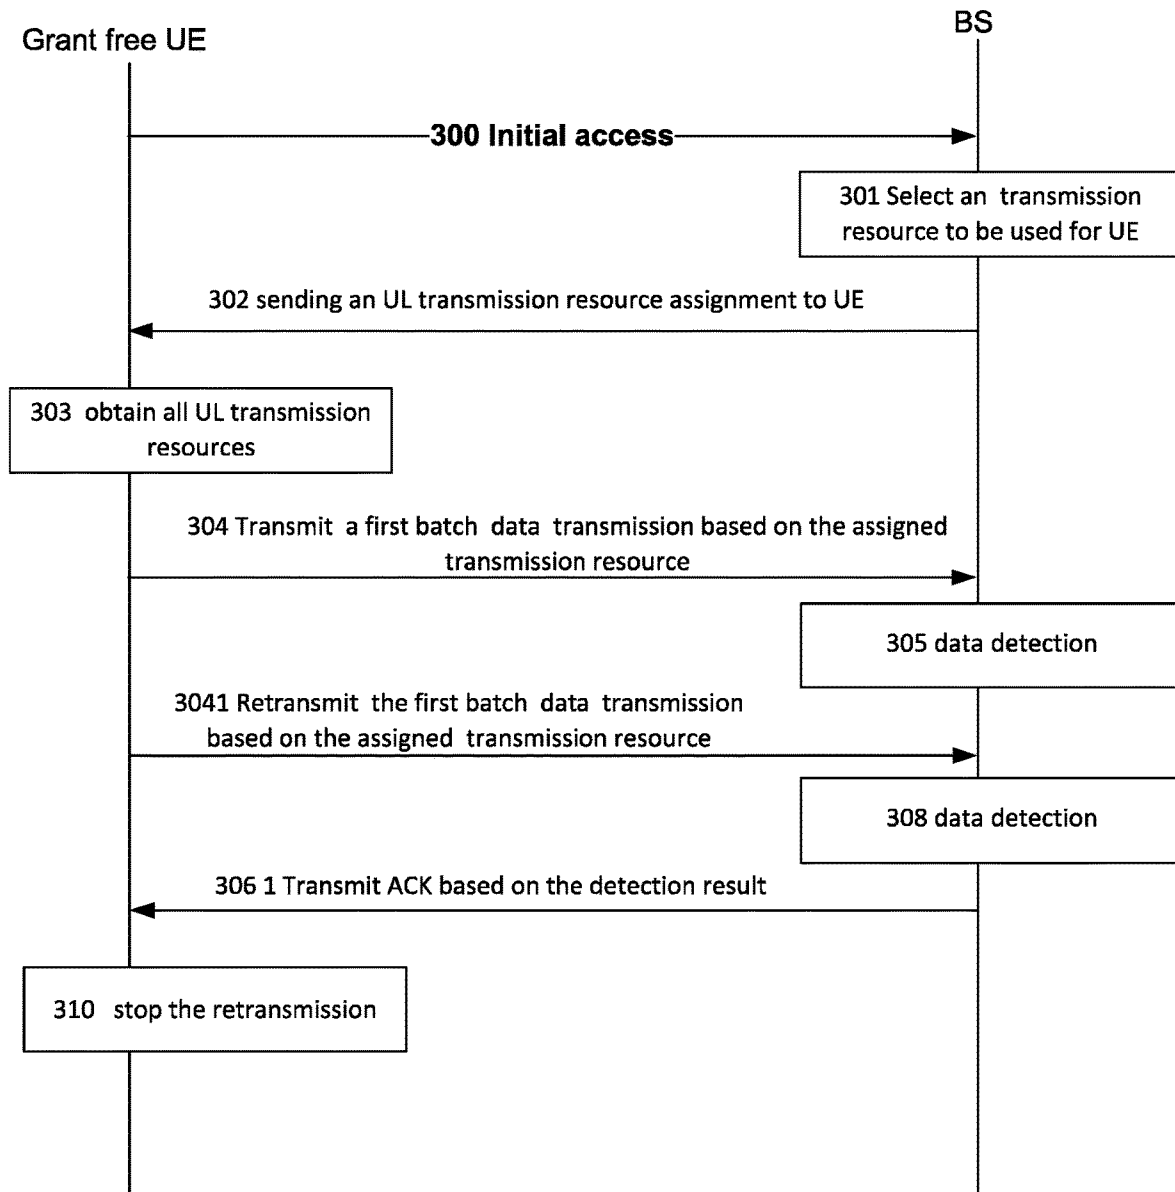 Grant free UE
BS
300 Initial access
301 Select an transmission
resource to be used for UE
302 sending an UL transmission resource assignment to UE
303 obtain all UL transmission
resources
304 Transmit a first batch data transmission based on the assigned
transmission resource
305 data detection
3041 Retransmit the first batch data transmission
based on the assigned transmission resource
308 data detection
306 1 Transmit ACK based on the detection result
310 stop the retransmission